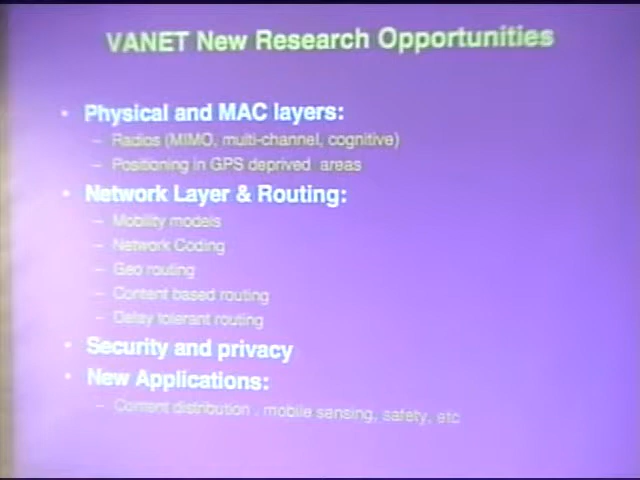 VANET New Research Opportunities
• Physical and MAC layers:
– Radios (MIMO, multi-channel, cognitive)
– Positioning in GPS deprived areas
• Network Layer & Routing:
– Mobility models
– Network Coding
– Geo routing
– Content based routing
– Delay tolerant routing
• Security and privacy
• New Applications:
– Content distribution , mobile sensing, safety, etc